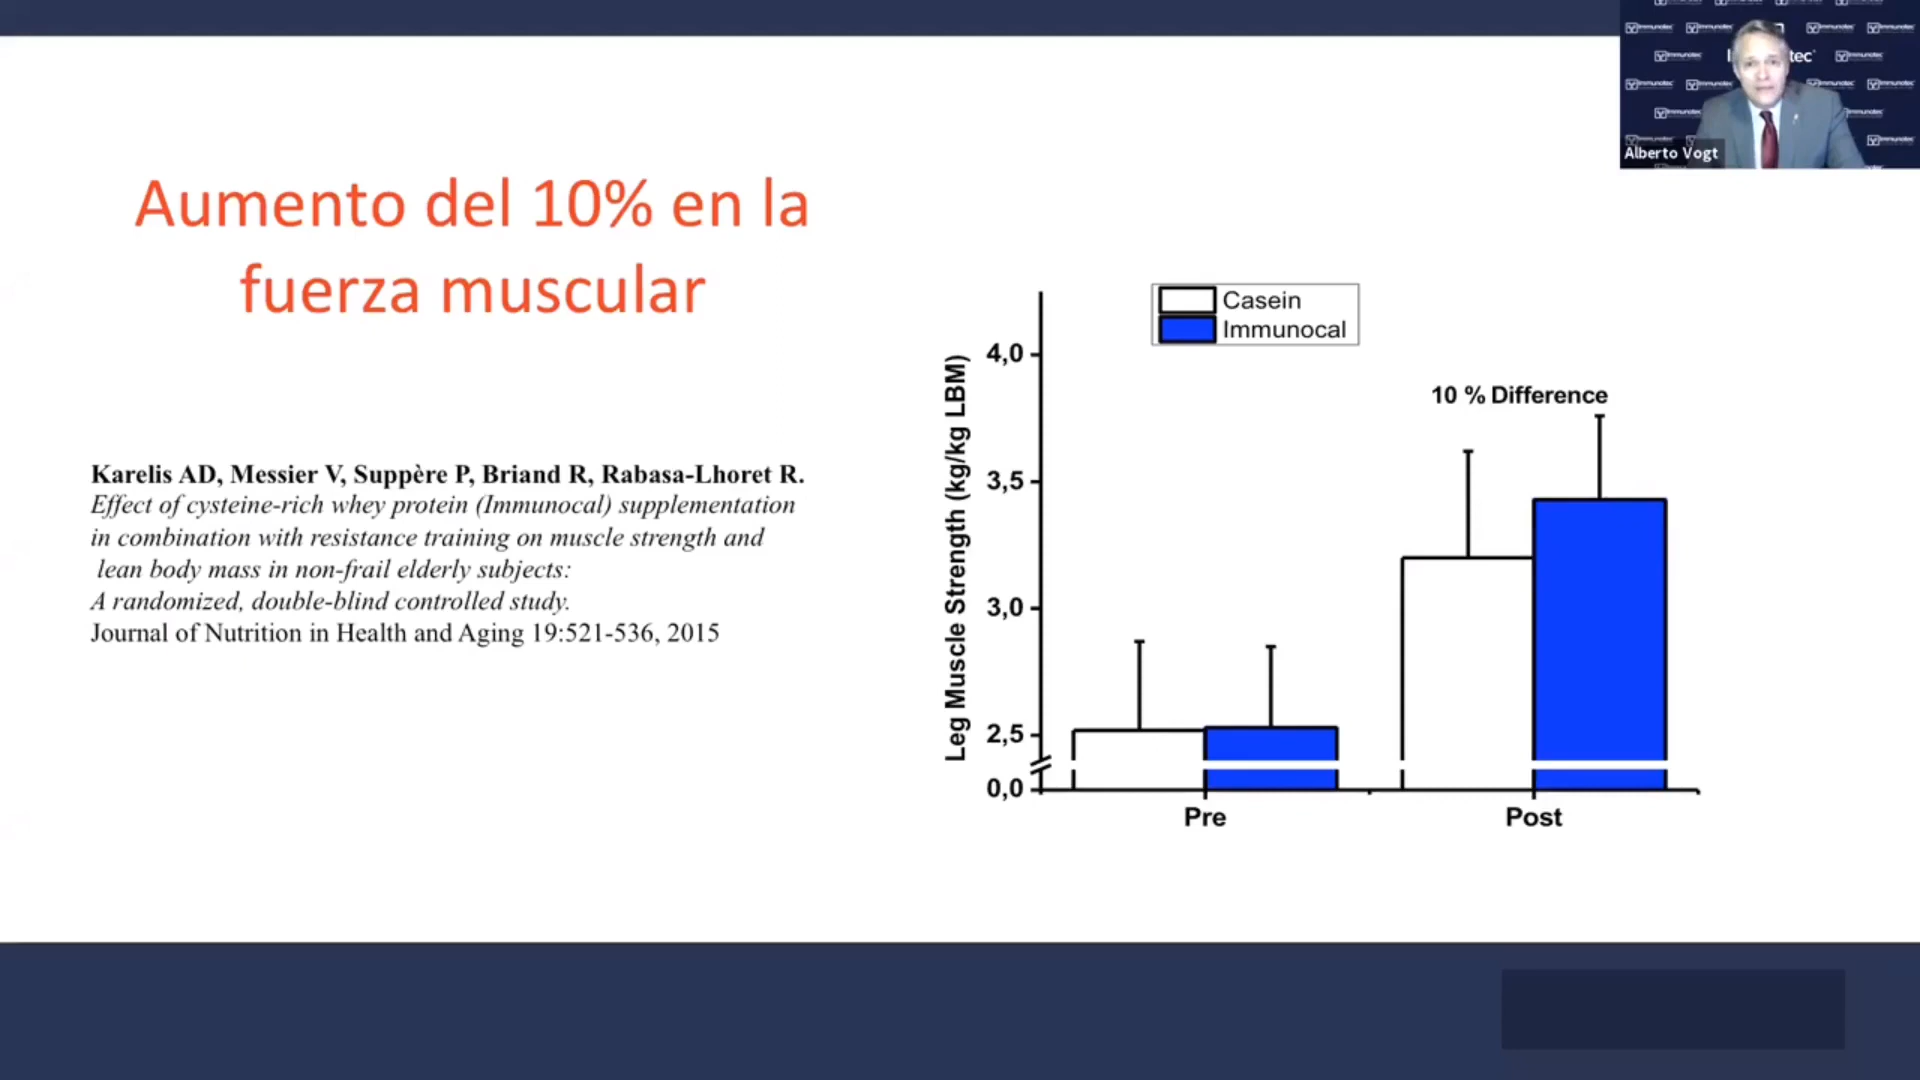 Aumento del 10% en la
fuerza muscular
Karelis AD, Messier V, Suppère P, Briand R, Rabasa-Lhoret R.
Effect of cysteine-rich whey protein (Immunocal) supplementation
in combination with resistance training on muscle strength and
lean body mass in non-frail elderly subjects:
A randomized, double-blind controlled study.
Journal of Nutrition in Health and Aging 19:521-536, 2015
Casein
Immunocal
10 % Difference
Leg Muscle Strength (kg/kg LBM)
4,0
3,5
3,0
2,5
0,0
Pre
Post
immunotec
Alberto Vogt